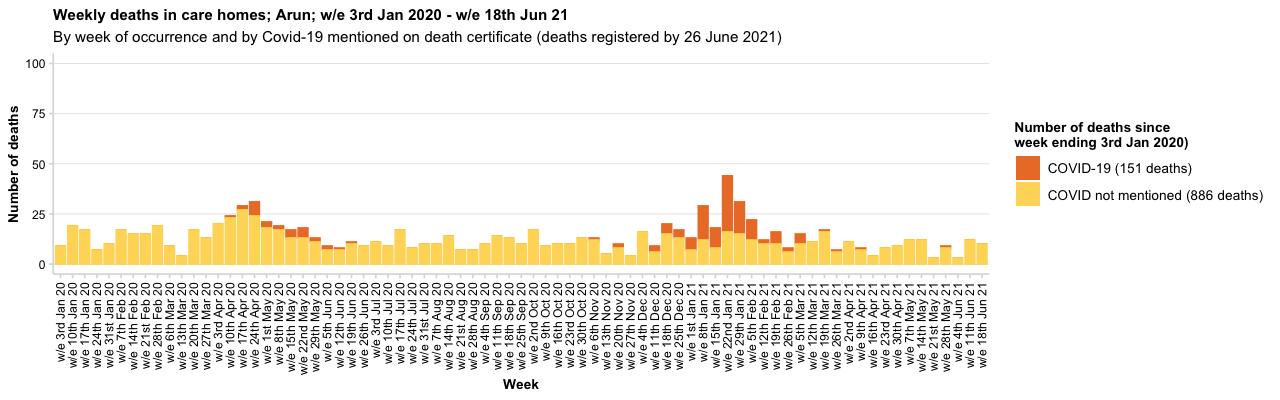 Weekly deaths in care homes; Arun; w/e 3rd Jan 2020 - w/e 18th Jun 21
By week of occurrence and by Covid-19 mentioned on death certificate (deaths registered by 26 June 2021)
Number of deaths
100
75
50
25
0
w/e 3rd Jan 20
w/e 10th Jan 20
w/e 17th Jan 20
w/e 24th Jan 20
w/e 31st Jan 20
w/e 7th Feb 20
w/e 14th Feb 20
w/e 21st Feb 20
w/e 28th Feb 20
w/e 6th Mar 20
w/e 13th Mar 20
w/e 20th Mar 20
w/e 27th Mar 20
w/e 3rd Apr 20
w/e 10th Apr 20
w/e 17th Apr 20
w/e 24th Apr 20
w/e 1st May 20
w/e 8th May 20
w/e 15th May 20
w/e 22nd May 20
w/e 29th May 20
w/e 5th Jun 20
w/e 12th Jun 20
w/e 19th Jun 20
w/e 26th Jun 20
w/e 3rd Jul 20
w/e 10th Jul 20
w/e 17th Jul 20
w/e 24th Jul 20
w/e 31st Jul 20
w/e 7th Aug 20
w/e 14th Aug 20
w/e 21st Aug 20
w/e 28th Aug 20
w/e 4th Sep 20
w/e 11th Sep 20
w/e 18th Sep 20
w/e 25th Sep 20
w/e 2nd Oct 20
w/e 9th Oct 20
w/e 16th Oct 20
w/e 23rd Oct 20
w/e 30th Oct 20
w/e 6th Nov 20
w/e 13th Nov 20
w/e 20th Nov 20
w/e 27th Nov 20
w/e 4th Dec 20
w/e 11th Dec 20
w/e 18th Dec 20
w/e 25th Dec 20
w/e 1st Jan 21
w/e 8th Jan 21
w/e 15th Jan 21
w/e 22nd Jan 21
w/e 29th Jan 21
w/e 5th Feb 21
w/e 12th Feb 21
w/e 19th Feb 21
w/e 26th Feb 21
w/e 5th Mar 21
w/e 12th Mar 21
w/e 19th Mar 21
w/e 26th Mar 21
w/e 2nd Apr 21
w/e 9th Apr 21
w/e 16th Apr 21
w/e 23rd Apr 21
w/e 30th Apr 21
w/e 7th May 21
w/e 14th May 21
w/e 21st May 21
w/e 28th May 21
w/e 4th Jun 21
w/e 11th Jun 21
w/e 18th Jun 21
Week
Number of deaths since
week ending 3rd Jan 2020)
COVID-19 (151 deaths)
COVID not mentioned (886 deaths)